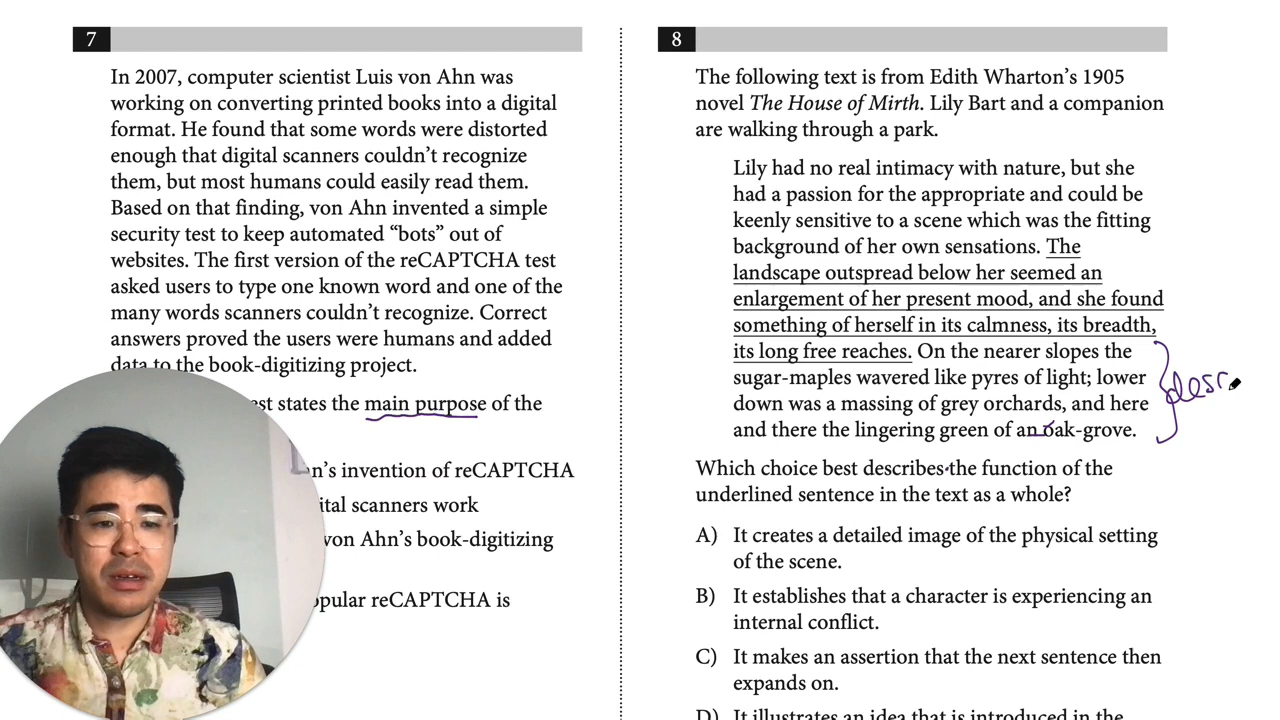 7
In 2007, computer scientist Luis von Ahn was
working on converting printed books into a digital
format. He found that some words were distorted
enough that digital scanners couldn’t recognize
them, but most humans could easily read them.
Based on that finding, von Ahn invented a simple
security test to keep automated “bots” out of
websites. The first version of the reCAPTCHA test
asked users to type one known word and one of the
many words scanners couldn’t recognize. Correct
answers proved the users were humans and added
data to the book-digitizing project.
states the main purpose of the
invention of reCAPTCHA
scanners work
von Ahn’s book-digitizing
reCAPTCHA is
8
The following text is from Edith Wharton’s 1905
novel The House of Mirth. Lily Bart and a companion
are walking through a park.
Lily had no real intimacy with nature, but she
had a passion for the appropriate and could be
keenly sensitive to a scene which was the fitting
background of her own sensations. The
landscape outspread below her seemed an
enlargement of her present mood, and she found
something of herself in its calmness, its breadth,
its long free reaches. On the nearer slopes the
sugar-maples wavered like pyres of light; lower
down was a massing of grey orchards, and here
and there the lingering green of an oak-grove.
desr
Which choice best describes the function of the
underlined sentence in the text as a whole?
A) It creates a detailed image of the physical setting
of the scene.
B) It establishes that a character is experiencing an
internal conflict.
C) It makes an assertion that the next sentence then
expands on.
D) It illustrates an idea that is introduced in the